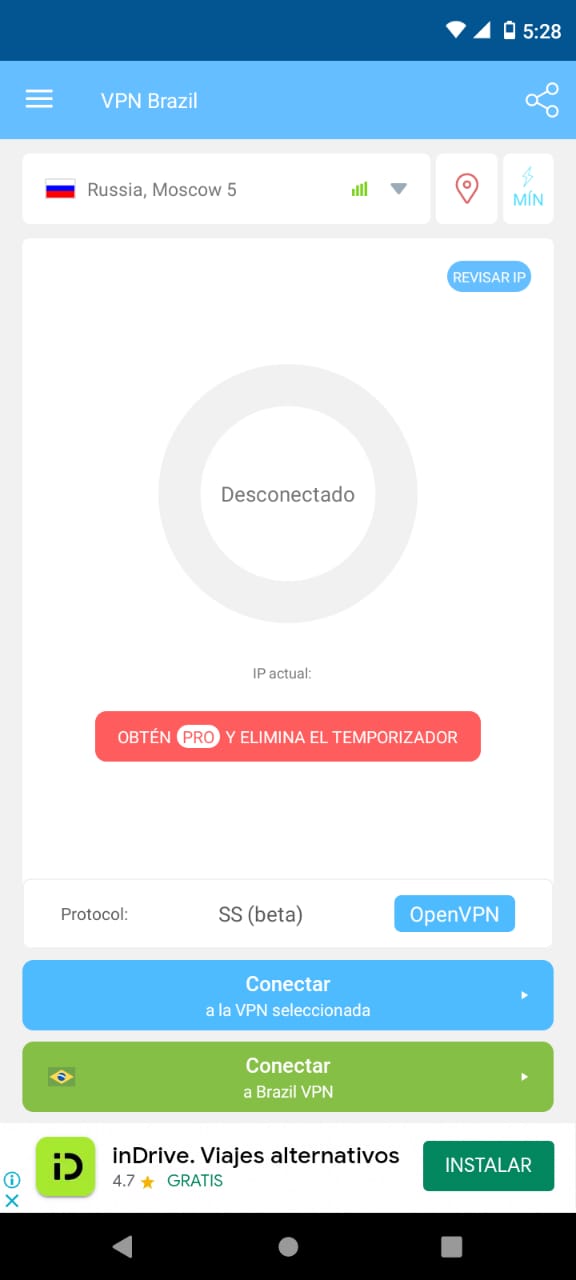 5:28
VPN Brazil
Russia, Moscow 5
MÍN
REVISAR IP
Desconectado
IP actual:
OBTÉN PRO Y ELIMINA EL TEMPORIZADOR
Protocol:
SS (beta)
OpenVPN
Conectar
a la VPN seleccionada
Conectar
a Brazil VPN
iD
inDrive. Viajes alternativos
4.7 ★ GRATIS
INSTALAR